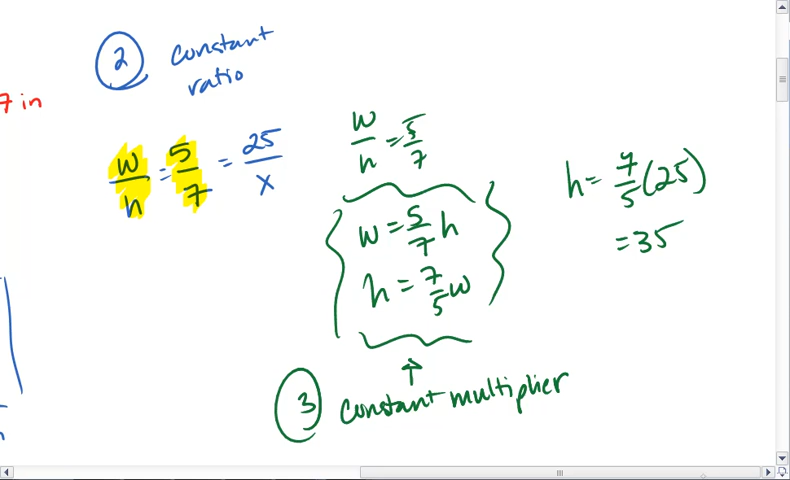 ② constant
ratio
7 in
w/h = 5/7 = 25/x
w/h = 5/7
w = 5/7 h
h = 7/5 w
h = 7/5 (25)
= 35
③ constant multiplier